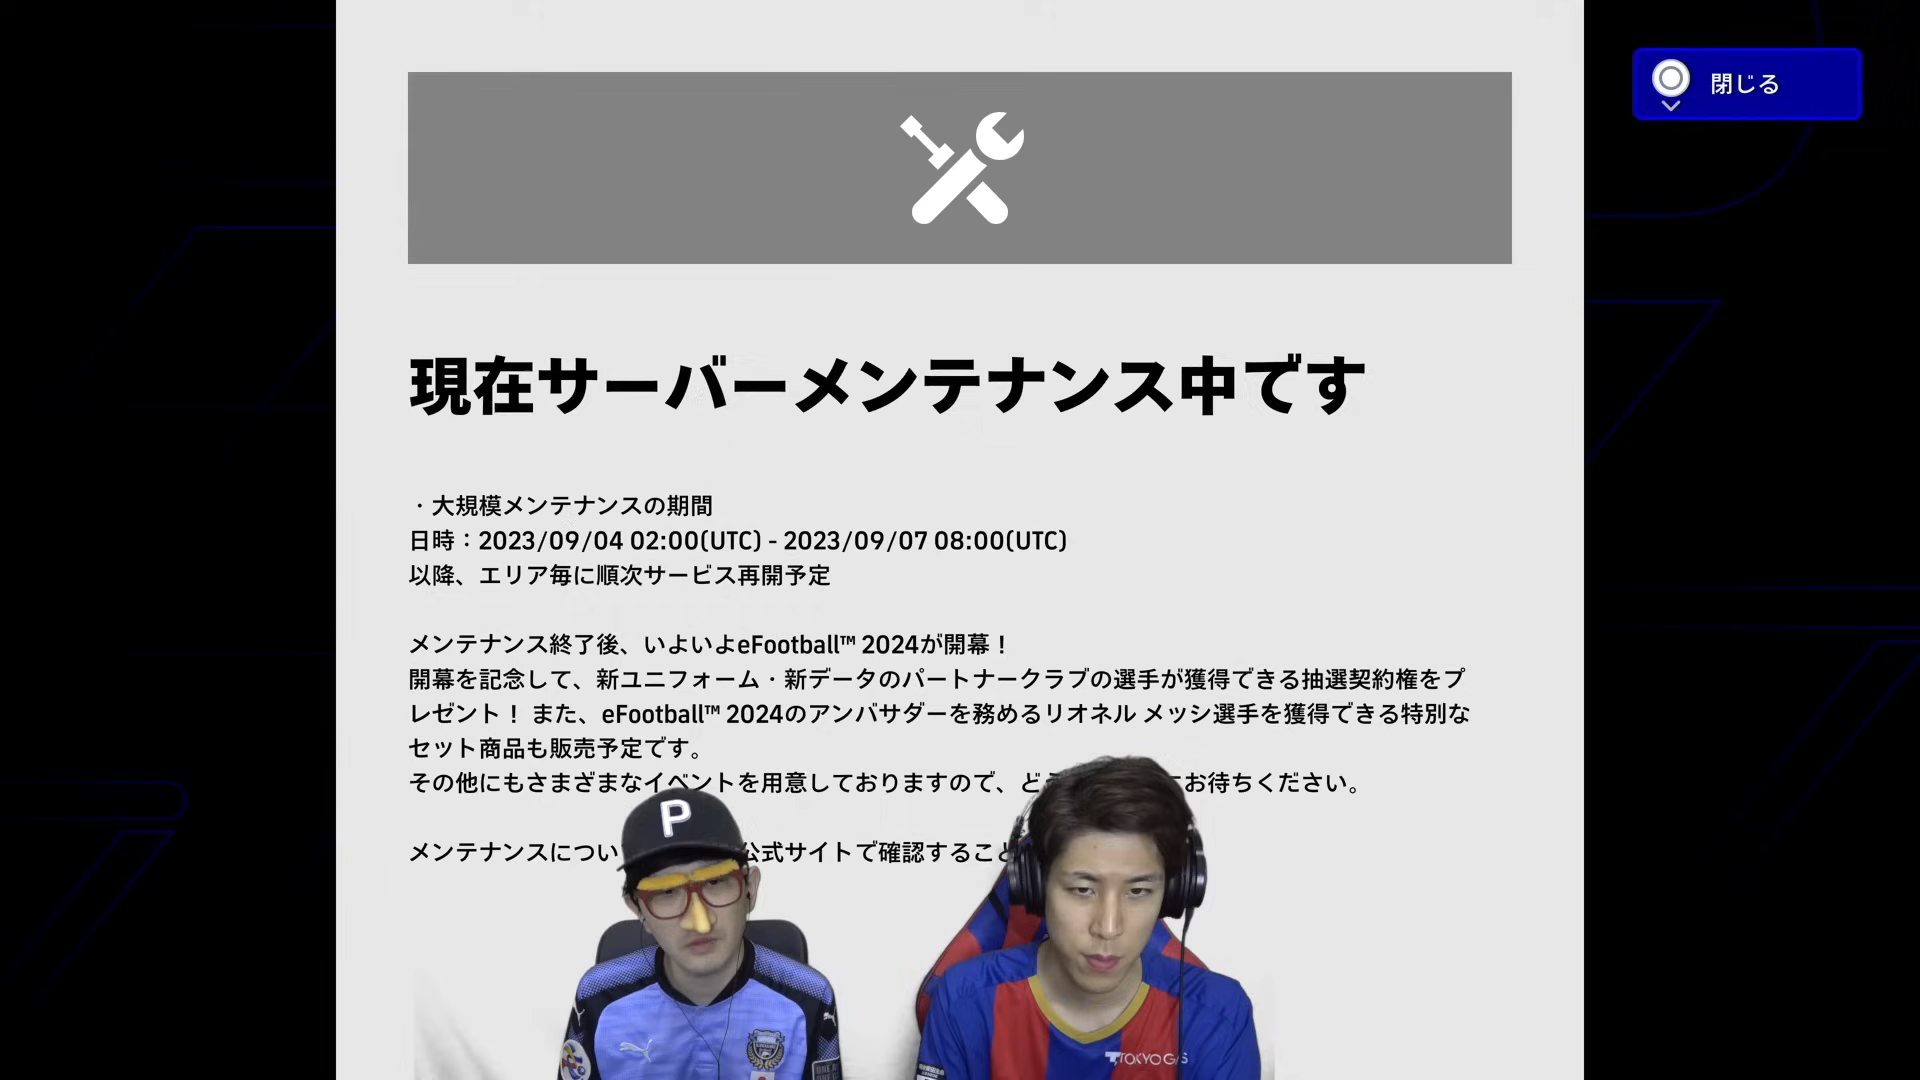 閉じる
現在サーバーメンテナンス中です
・大規模メンテナンスの期間
日時：2023/09/04 02:00(UTC) - 2023/09/07 08:00(UTC)
以降、エリア毎に順次サービス再開予定
メンテナンス終了後、いよいよeFootball™ 2024が開幕！
開幕を記念して、新ユニフォーム・新データのパートナークラブの選手が獲得できる抽選契約権をプ
レゼント！ また、eFootball™ 2024のアンバサダーを務めるリオネル メッシ選手を獲得できる特別な
セット商品も販売予定です。
その他にもさまざまなイベントを用意しておりますので、ど お待ちください。
メンテナンスについ 公式サイトで確認すること
P
TOKYO GAS